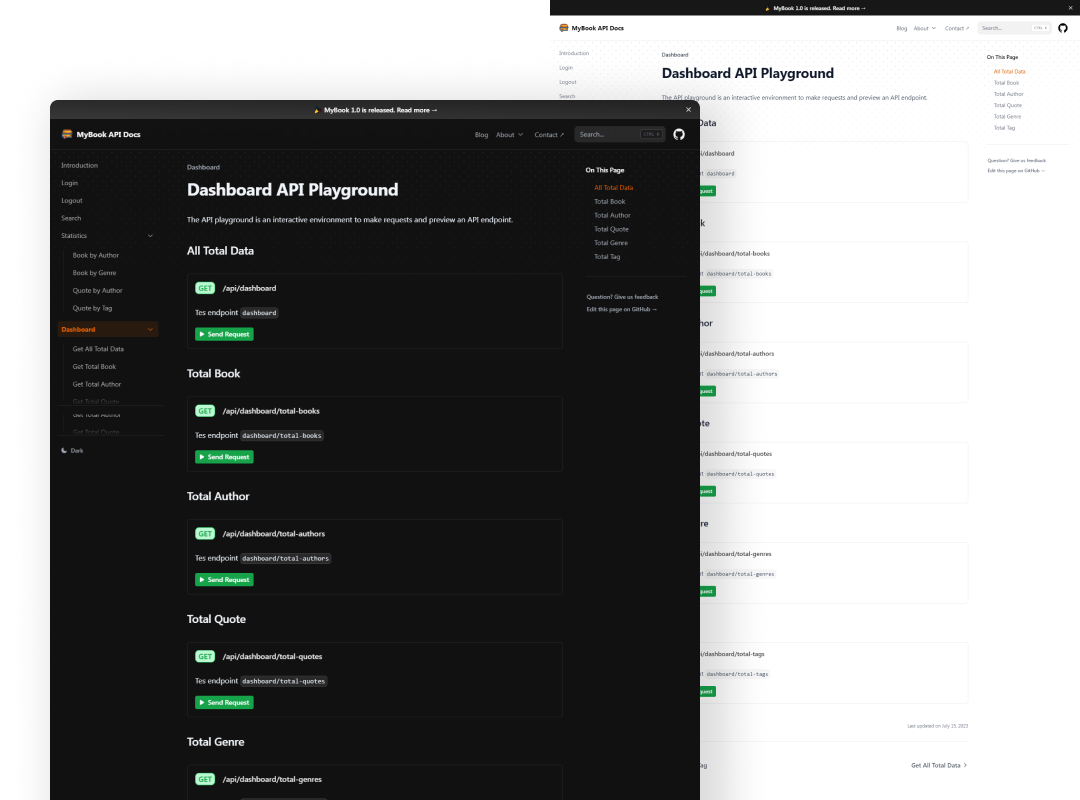 MyBook 1.0 is released. Read more →
MyBook API Docs
Blog
About
Contact ↗
Search...
CTRL K
Introduction
Login
Logout
Search
Dashboard
Dashboard API Playground
The API playground is an interactive environment to make requests and preview an API endpoint.
On This Page
All Total Data
Total Book
Total Author
Total Quote
Total Genre
Total Tag
Question? Give us feedback
Edit this page on GitHub →
Data
i/dashboard
dashboard
quest
k
i/dashboard/total-books
dashboard/total-books
quest
hor
i/dashboard/total-authors
dashboard/total-authors
quest
ote
i/dashboard/total-quotes
dashboard/total-quotes
quest
re
i/dashboard/total-genres
dashboard/total-genres
quest
i/dashboard/total-tags
dashboard/total-tags
quest
Last updated on July 15, 2023
Tag
Get All Total Data
MyBook 1.0 is released. Read more →
MyBook API Docs
Blog
About
Contact ↗
Search...
CTRL K
Introduction
Login
Logout
Search
Statistics
Book by Author
Book by Genre
Quote by Author
Quote by Tag
Dashboard
Get All Total Data
Get Total Book
Get Total Author
Get Total Quote
Get Total Author
Get Total Quote
Dark
Dashboard
Dashboard API Playground
The API playground is an interactive environment to make requests and preview an API endpoint.
All Total Data
GET /api/dashboard
Tes endpoint dashboard
Send Request
Total Book
GET /api/dashboard/total-books
Tes endpoint dashboard/total-books
Send Request
Total Author
GET /api/dashboard/total-authors
Tes endpoint dashboard/total-authors
Send Request
Total Quote
GET /api/dashboard/total-quotes
Tes endpoint dashboard/total-quotes
Send Request
Total Genre
GET /api/dashboard/total-genres
On This Page
All Total Data
Total Book
Total Author
Total Quote
Total Genre
Total Tag
Question? Give us feedback
Edit this page on GitHub →